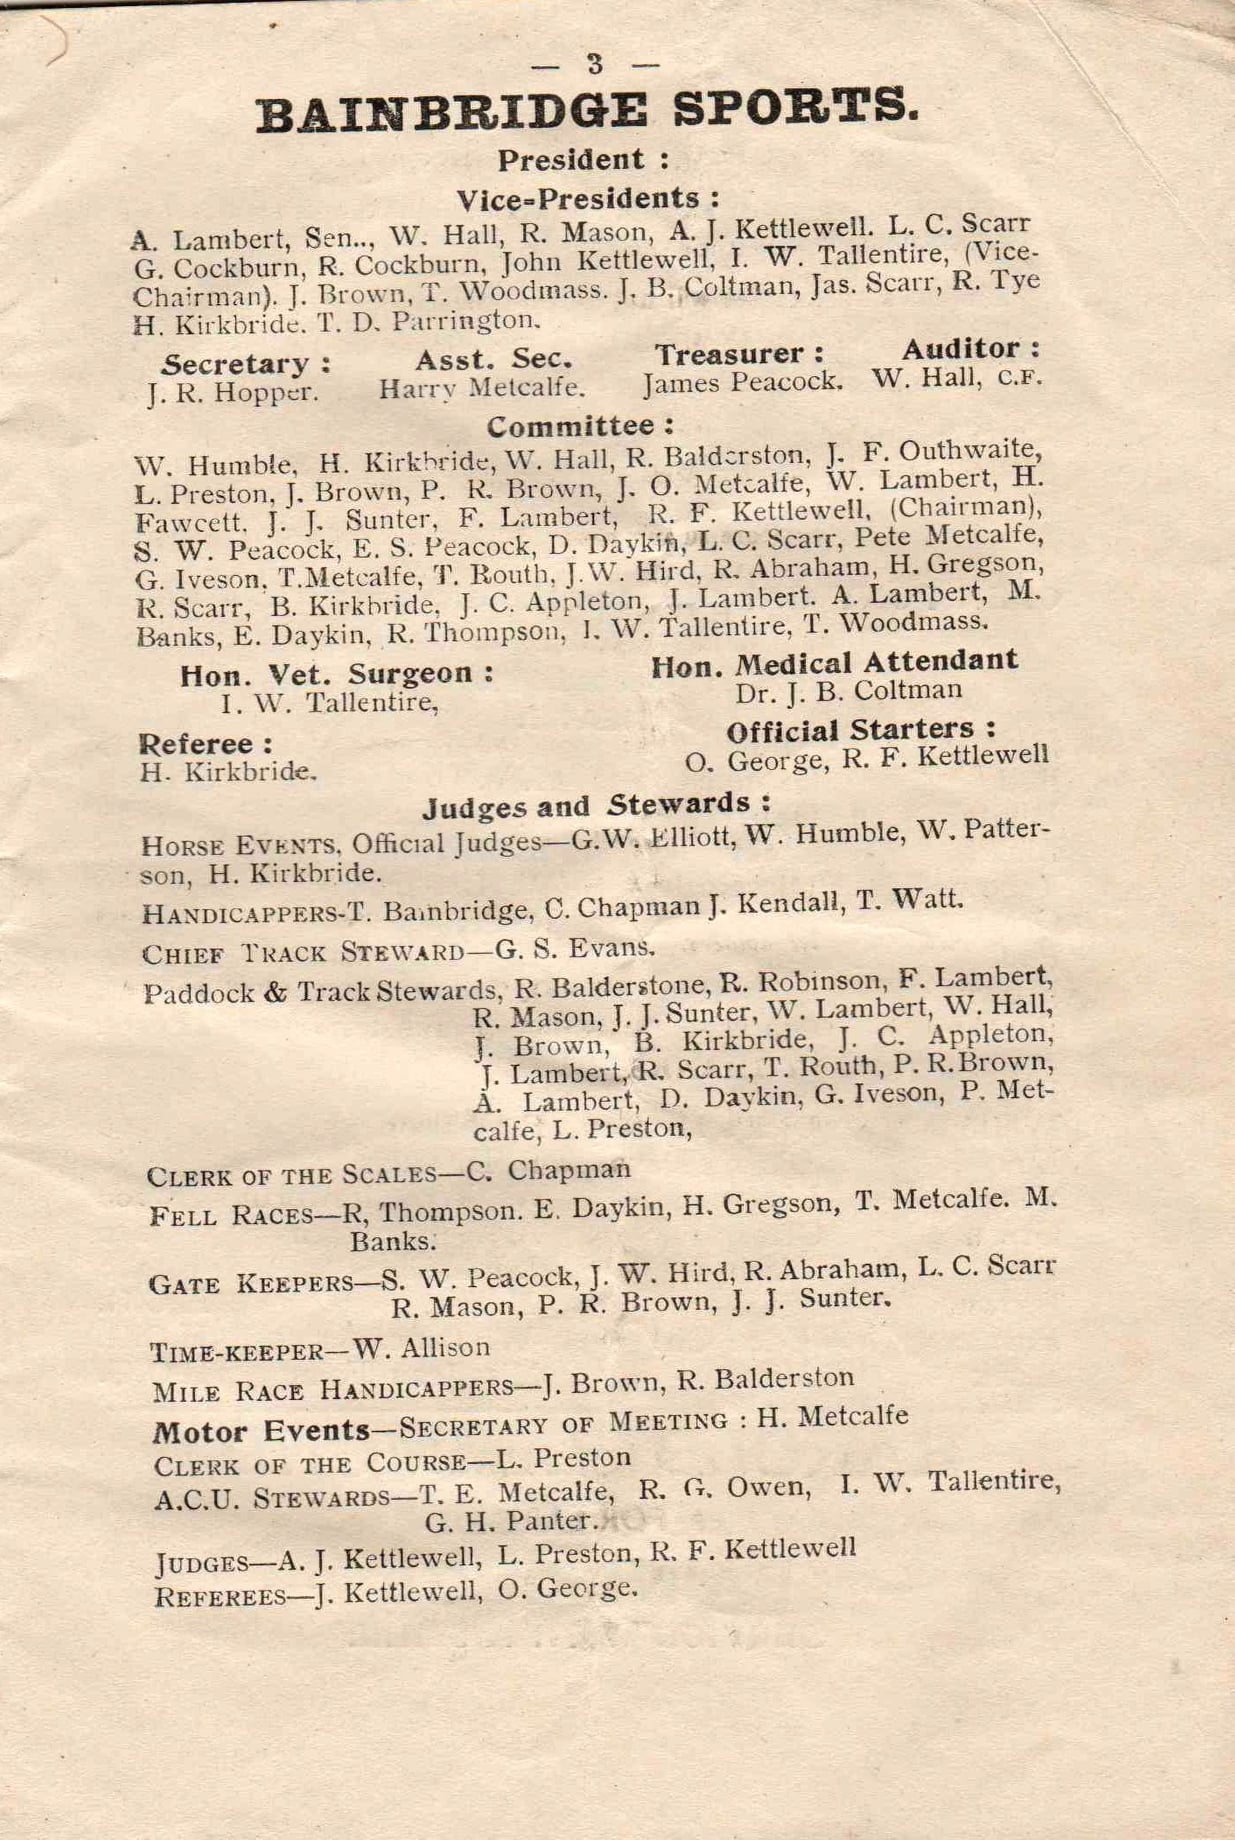 — 3 —
BAINBRIDGE SPORTS.
President :
Vice=Presidents :
A. Lambert, Sen.., W. Hall, R. Mason, A. J. Kettlewell. L. C. Scarr
G. Cockburn, R. Cockburn, John Kettlewell, I. W. Tallentire, (Vice-
Chairman). J. Brown, T. Woodmass. J. B. Coltman, Jas. Scarr, R. Tye
H. Kirkbride. T. D. Parrington.
Secretary : Asst. Sec. Treasurer : Auditor :
J. R. Hopper. Harry Metcalfe. James Peacock. W. Hall, C.F.
Committee :
W. Humble, H. Kirkbride, W. Hall, R. Balderston, J. F. Outhwaite,
L. Preston, J. Brown, P. R. Brown, J. O. Metcalfe, W. Lambert, H.
Fawcett. J. J. Sunter, F. Lambert, R. F. Kettlewell, (Chairman),
S. W. Peacock, E. S. Peacock, D. Daykin, L. C. Scarr, Pete Metcalfe,
G. Iveson, T.Metcalfe, T. Routh, J.W. Hird, R. Abraham, H. Gregson,
R. Scarr, B. Kirkbride, J. C. Appleton, J. Lambert. A. Lambert, M.
Banks, E. Daykin, R. Thompson, I. W. Tallentire, T. Woodmass.
Hon. Vet. Surgeon : Hon. Medical Attendant
I. W. Tallentire, Dr. J. B. Coltman
Referee : Official Starters :
H. Kirkbride. O. George, R. F. Kettlewell
Judges and Stewards :
HORSE EVENTS, Official Judges—G.W. Elliott, W. Humble, W. Patter-
son, H. Kirkbride.
HANDICAPPERS-T. Bainbridge, C. Chapman J. Kendall, T. Watt.
CHIEF TRACK STEWARD—G. S. Evans.
Paddock & Track Stewards, R. Balderstone, R. Robinson, F. Lambert,
R. Mason, J. J. Sunter, W. Lambert, W. Hall,
J. Brown, B. Kirkbride, J. C. Appleton,
J. Lambert, R. Scarr, T. Routh, P. R. Brown,
A. Lambert, D. Daykin, G. Iveson, P. Met-
calfe, L. Preston,
CLERK OF THE SCALES—C. Chapman
FELL RACES—R, Thompson. E. Daykin, H. Gregson, T. Metcalfe. M.
Banks.
GATE KEEPERS—S. W. Peacock, J. W. Hird, R. Abraham, L. C. Scarr
R. Mason, P. R. Brown, J. J. Sunter.
TIME-KEEPER—W. Allison
MILE RACE HANDICAPPERS—J. Brown, R. Balderston
Motor Events—SECRETARY OF MEETING : H. Metcalfe
CLERK OF THE COURSE—L. Preston
A.C.U. STEWARDS—T. E. Metcalfe, R. G. Owen, I. W. Tallentire,
G. H. Panter.
JUDGES—A. J. Kettlewell, L. Preston, R. F. Kettlewell
REFEREES—J. Kettlewell, O. George.